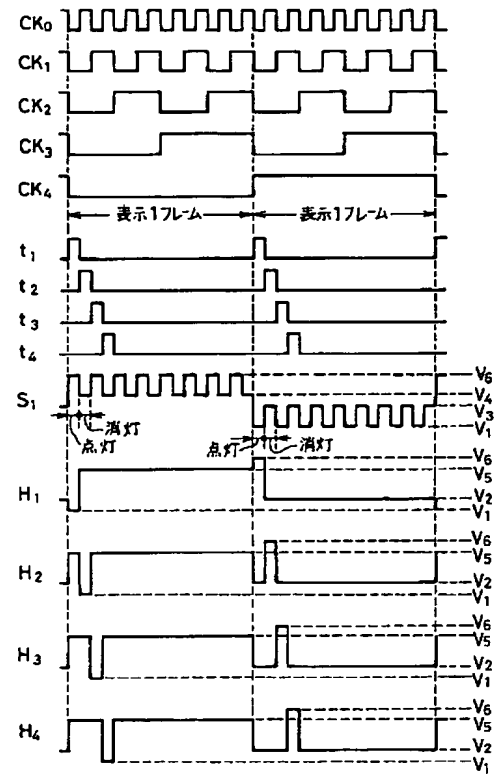 CK₀
CK₁
CK₂
CK₃
CK₄
表示1フレーム 表示1フレーム
t₁
t₂
t₃
t₄
S₁
V₆
V₄
V₃
V₁
消灯
点灯
点灯 消灯
H₁
V₆
V₅
V₂
V₁
H₂
V₆
V₅
V₂
V₁
H₃
V₆
V₅
V₂
V₁
H₄
V₆
V₅
V₂
V₁